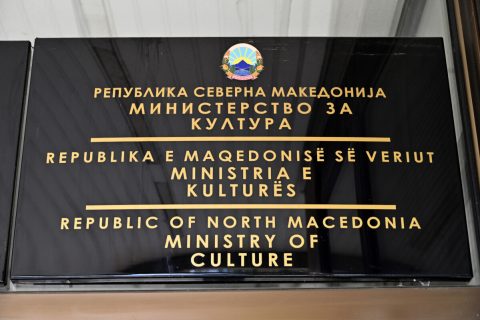 РЕПУБЛИКА СЕВЕРНА МАКЕДОНИЈА
МИНИСТЕРСТВО ЗА
КУЛТУРА
REPUBLIKA E MAQEDONISË SË VERIUT
MINISTRIA E
KULTURËS
REPUBLIC OF NORTH MACEDONIA
MINISTRY OF
CULTURE